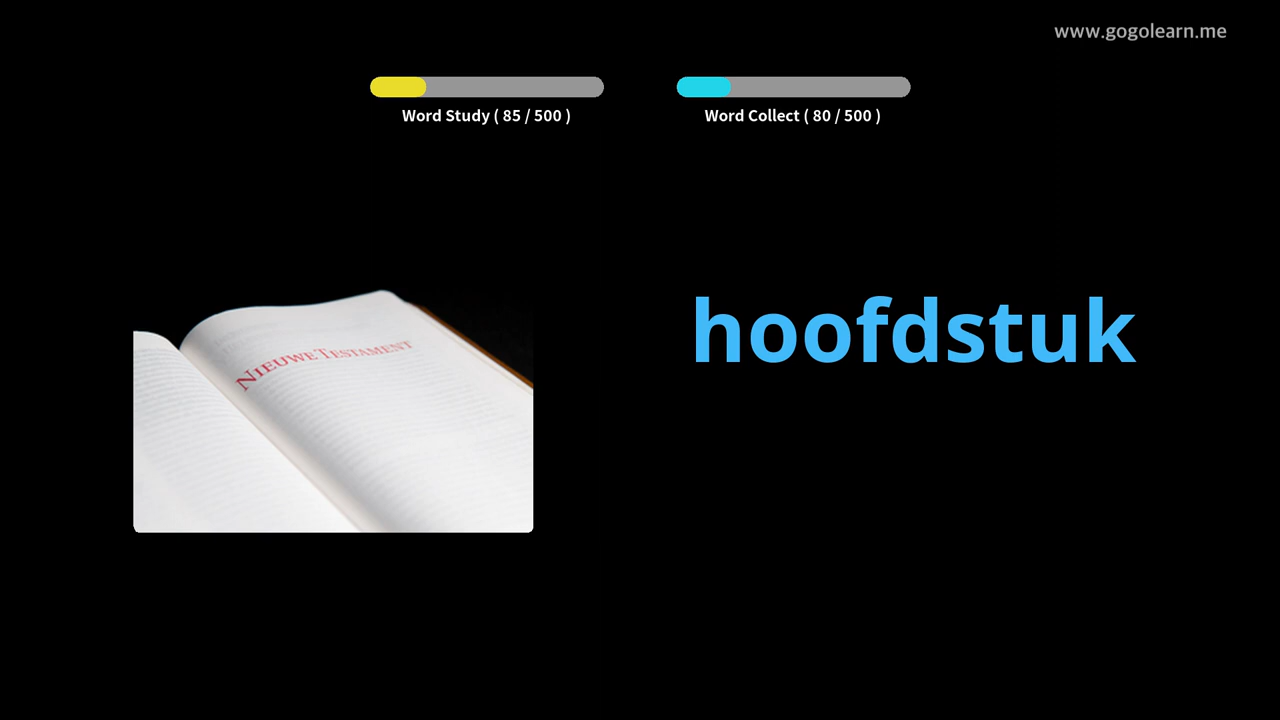 www.gogolearn.me
Word Study ( 85 / 500 )
Word Collect ( 80 / 500 )
NIEUWE TESTAMENT
hoofdstuk